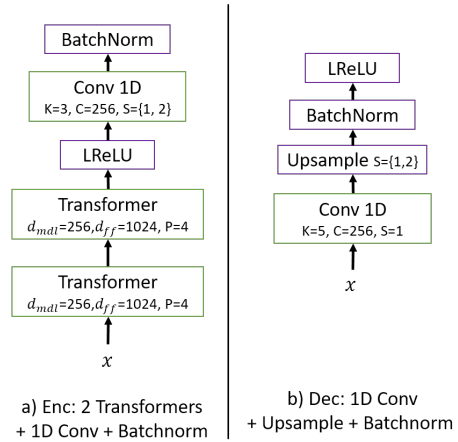 BatchNorm
Conv 1D
K=3, C=256, S={1, 2}
LReLU
Transformer
d_mdl=256,d_ff=1024, P=4
Transformer
d_mdl=256,d_ff=1024, P=4
x
a) Enc: 2 Transformers
+ 1D Conv + Batchnorm
LReLU
BatchNorm
Upsample S={1,2}
Conv 1D
K=5, C=256, S=1
x
b) Dec: 1D Conv
+ Upsample + Batchnorm